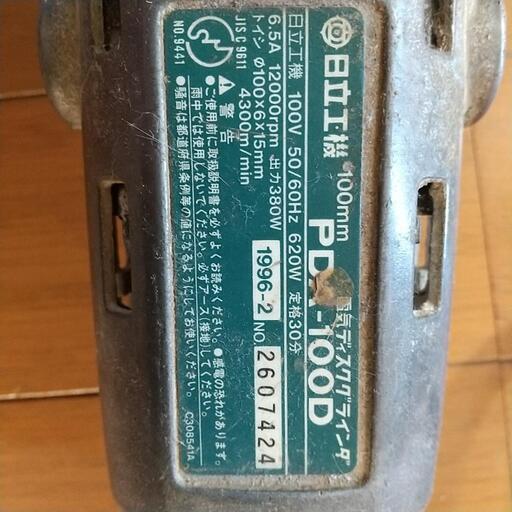 日立工機 100mm
電気ディスクグラインダ
PDA-100D
日立工機 100V 50/60Hz 620W 定格30分
6.5A 12000rpm 出力380W
トイシ φ100×6×15mm
4300m/min
1996-2 NO. 2607424
JIS C 9611
NO.9441
警告
●ご使用前に取扱説明書を必ずよくお読みください。●感電の恐れがあります。
雨中では使用しないでください。必ずアース(接地)してください。
●騒音は都道府県条例等の値になるようにしてお使いください。 C308541A